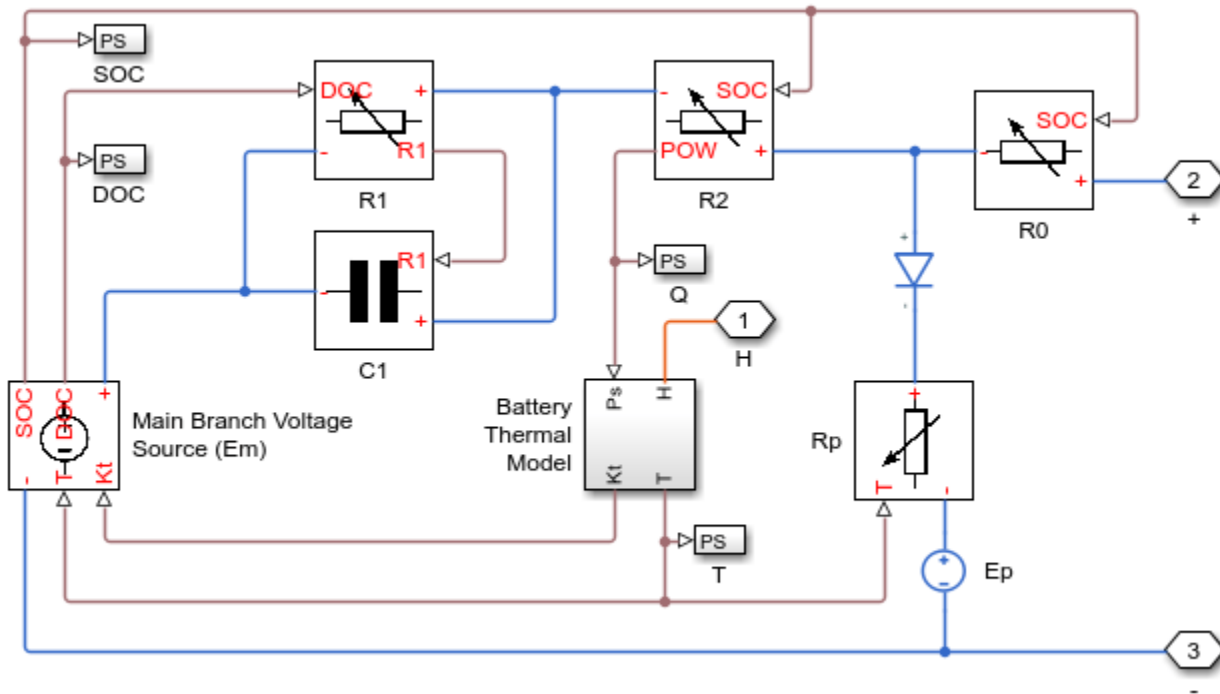 PS
SOC
DOC
+
-
R1
R1
-
SOC
POW
+
R2
SOC
-
+
R0
2
+
PS
DOC
R1
-
+
C1
PS
Q
1
H
+
-
SOC
DOC
+
-
T
Kt
Main Branch Voltage
Source (Em)
Battery
Thermal
Model
Ps
H
Kt
T
Rp
+
T
-
PS
T
+
-
Ep
3
-